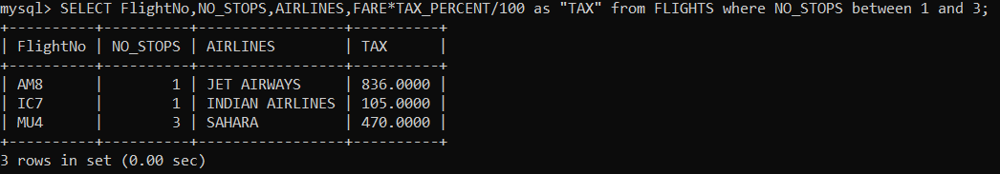 mysql> SELECT FlightNo,NO_STOPS,AIRLINES,FARE*TAX_PERCENT/100 as "TAX" from FLIGHTS where NO_STOPS between 1 and 3;
+----------+----------+-----------------+----------+
| FlightNo | NO_STOPS | AIRLINES        | TAX      |
+----------+----------+-----------------+----------+
| AM8      |        1 | JET AIRWAYS     | 836.0000 |
| IC7      |        1 | INDIAN AIRLINES | 105.0000 |
| MU4      |        3 | SAHARA          | 470.0000 |
+----------+----------+-----------------+----------+
3 rows in set (0.00 sec)